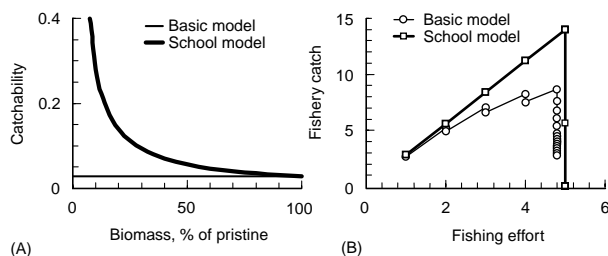 Basic model
School model
Catchability
0.4
0.2
0
0
50
100
Biomass, % of pristine
(A)
Basic model
School model
Fishery catch
15
10
5
0
0
2
4
6
Fishing effort
(B)